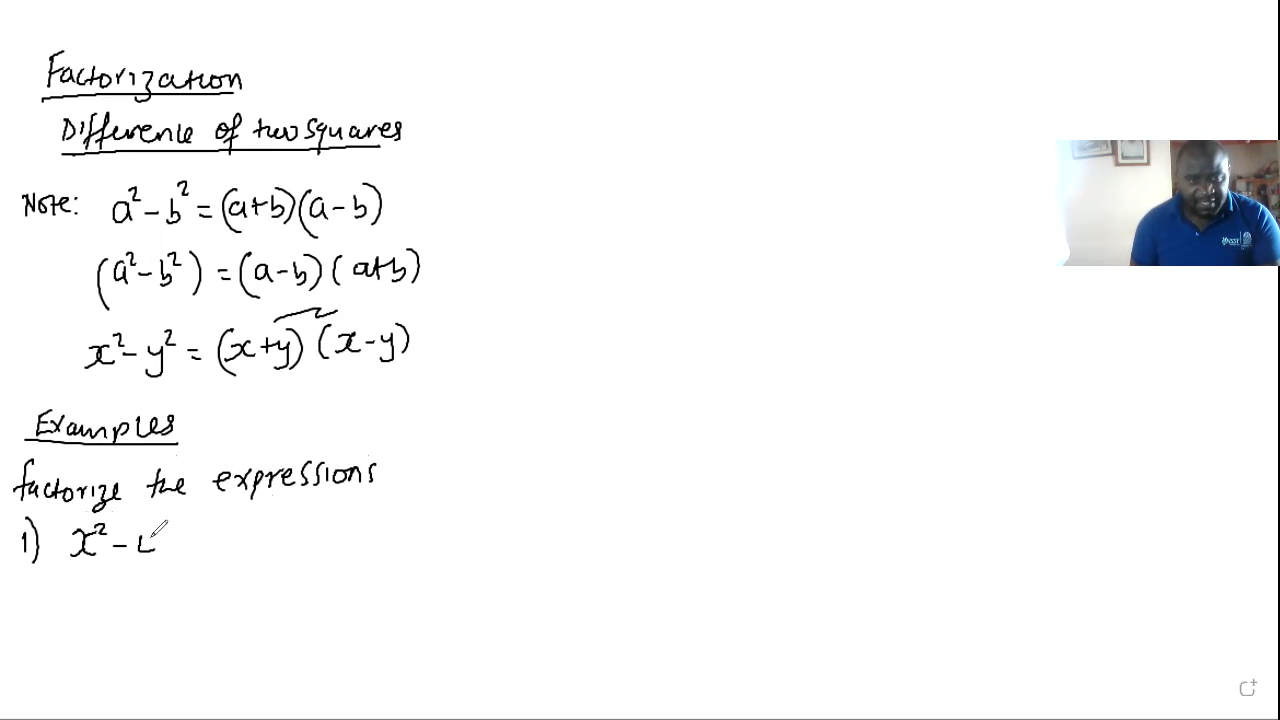 Factorization
Difference of two squares
Note: a² - b² = (a+b)(a - b)
(a² - b²) = (a - b)(a+b)
x² - y² = (x+y)(x - y)
Examples
factorize the expressions
1) x² -